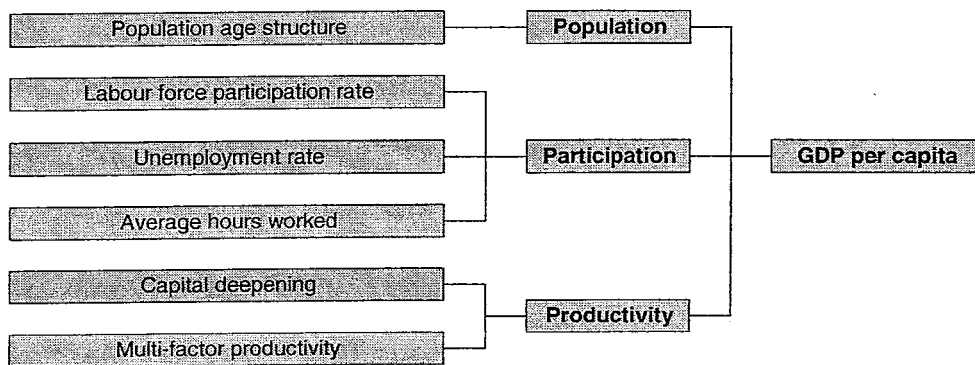 Population age structure
Population
Labour force participation rate
Unemployment rate
Participation
GDP per capita
Average hours worked
Capital deepening
Productivity
Multi-factor productivity